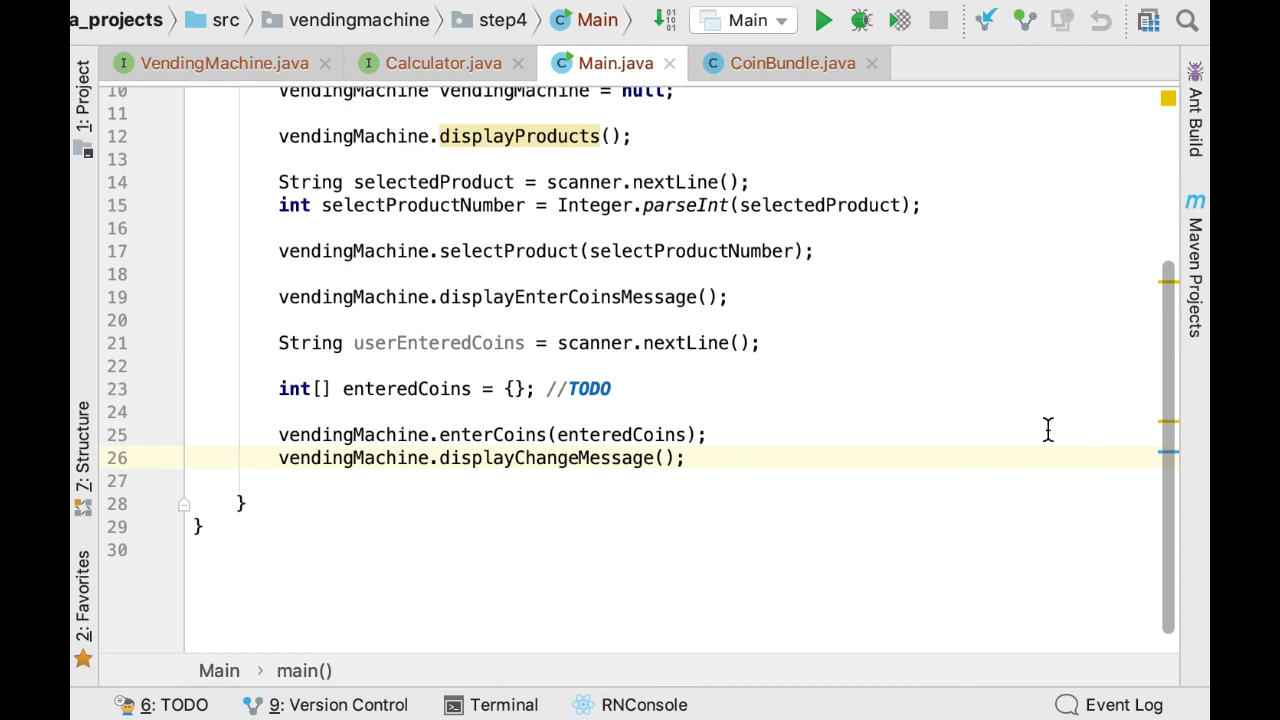 a_projects src vendingmachine step4 Main Main
VendingMachine.java Calculator.java Main.java CoinBundle.java
10 vendingMachine vendingMachine = null;
11
12 vendingMachine.displayProducts();
13
14 String selectedProduct = scanner.nextLine();
15 int selectProductNumber = Integer.parseInt(selectedProduct);
16
17 vendingMachine.selectProduct(selectProductNumber);
18
19 vendingMachine.displayEnterCoinsMessage();
20
21 String userEnteredCoins = scanner.nextLine();
22
23 int[] enteredCoins = {}; //TODO
24
25 vendingMachine.enterCoins(enteredCoins);
26 vendingMachine.displayChangeMessage();
27
28 }
29 }
30
1: Project
7: Structure
2: Favorites
Ant Build
Maven Projects
Main > main()
6: TODO 9: Version Control Terminal RNConsole Event Log